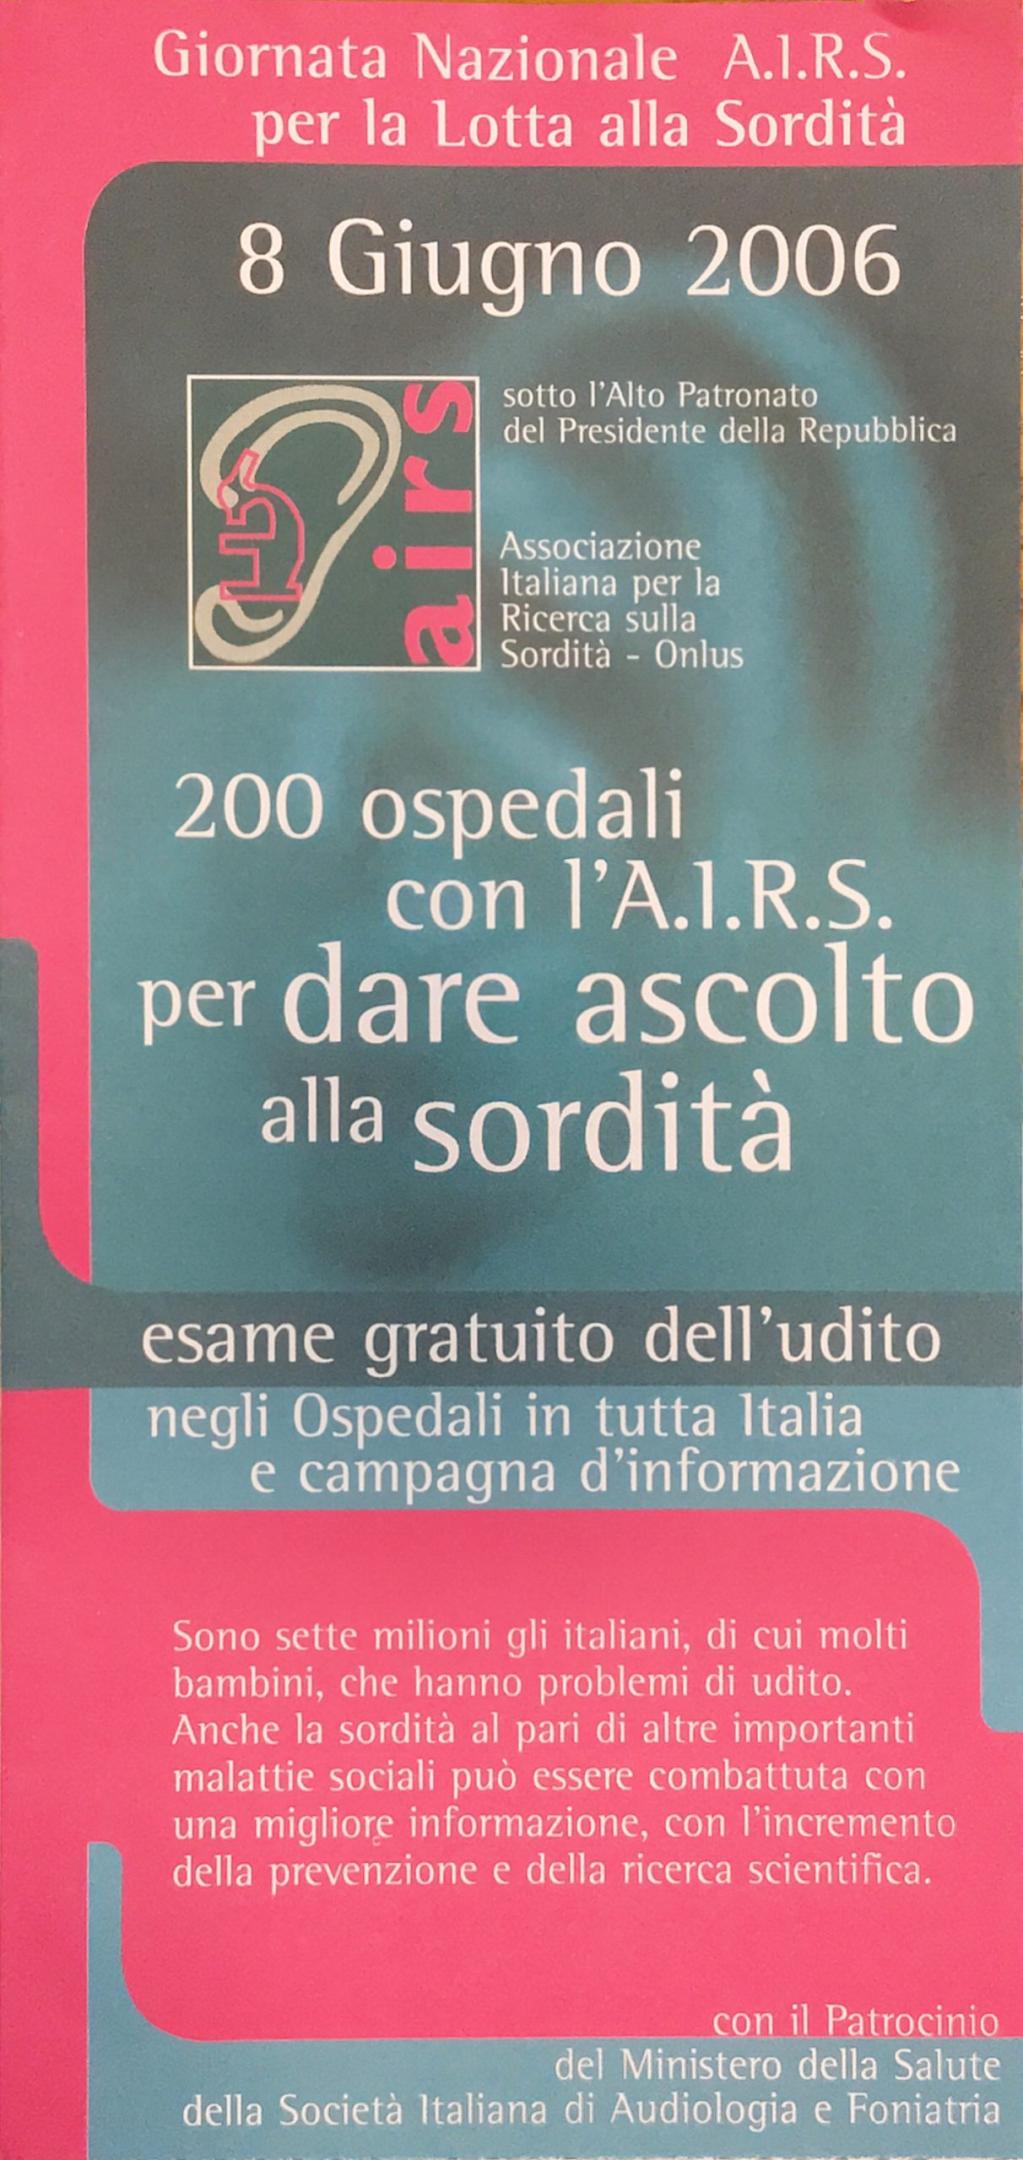 Giornata Nazionale A.I.R.S.
per la Lotta alla Sordità
8 Giugno 2006
airs
sotto l'Alto Patronato
del Presidente della Repubblica
Associazione
Italiana per la
Ricerca sulla
Sordità - Onlus
200 ospedali
con l'A.I.R.S.
per dare ascolto
alla sordità
esame gratuito dell'udito
negli Ospedali in tutta Italia
e campagna d'informazione
Sono sette milioni gli italiani, di cui molti
bambini, che hanno problemi di udito.
Anche la sordità al pari di altre importanti
malattie sociali può essere combattuta con
una migliore informazione, con l'incremento
della prevenzione e della ricerca scientifica.
con il Patrocinio
del Ministero della Salute
della Società Italiana di Audiologia e Foniatria